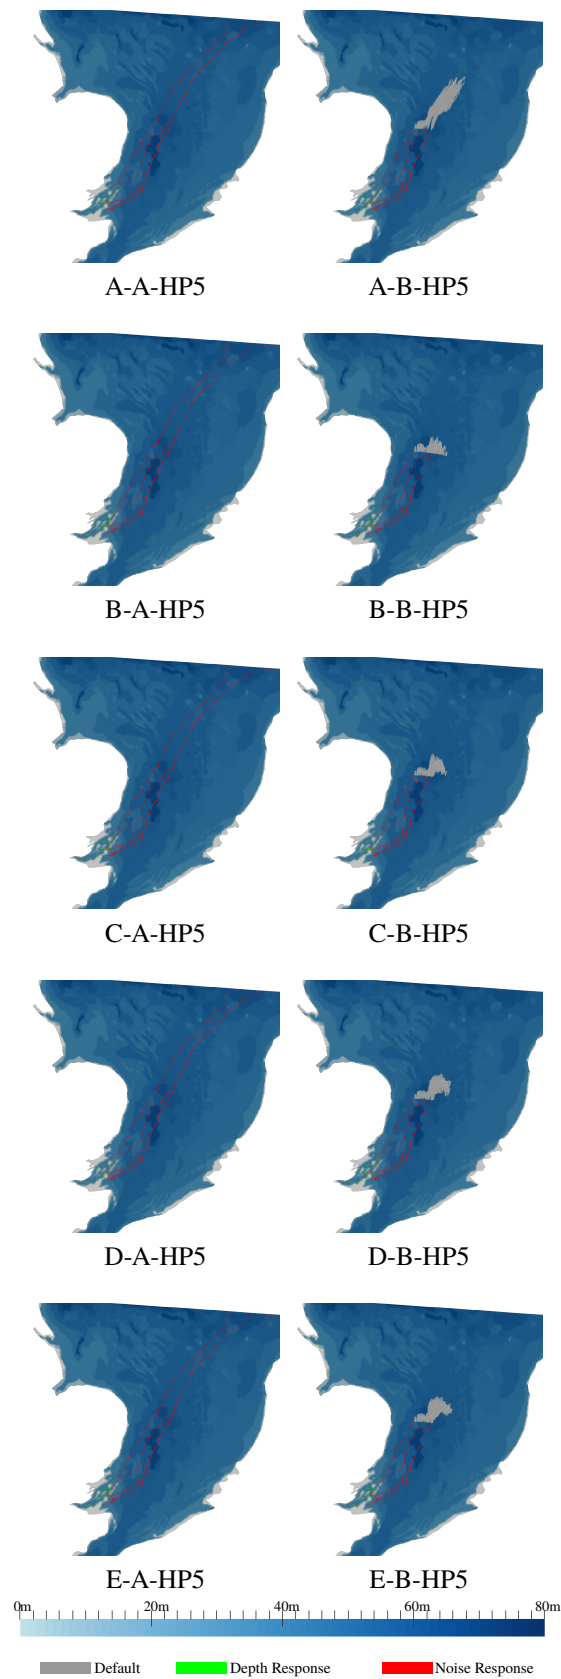 A-A-HP5 A-B-HP5
B-A-HP5 B-B-HP5
C-A-HP5 C-B-HP5
D-A-HP5 D-B-HP5
E-A-HP5 E-B-HP5
0m 20m 40m 60m 80m
Default Depth Response Noise Response